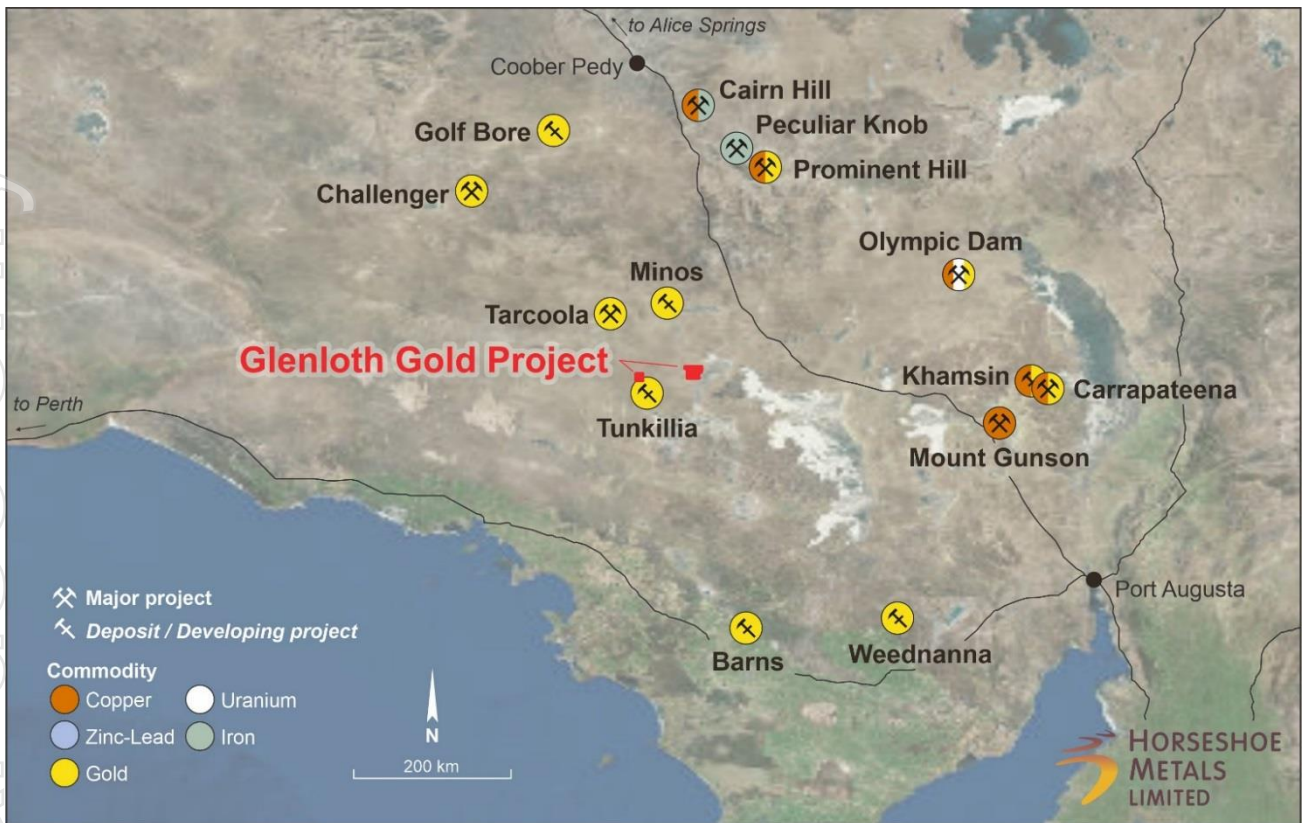 to Alice Springs
Coober Pedy
Cairn Hill
Peculiar Knob
Golf Bore
Prominent Hill
Challenger
Olympic Dam
Minos
Tarcoola
Glenloth Gold Project
Khamsin
Carrapateena
to Perth
Tunkillia
Mount Gunson
Port Augusta
Major project
Deposit / Developing project
Barns
Weednanna
Commodity
Copper
Uranium
Zinc-Lead
Iron
Gold
N
200 km
HORSESHOE
METALS
LIMITED